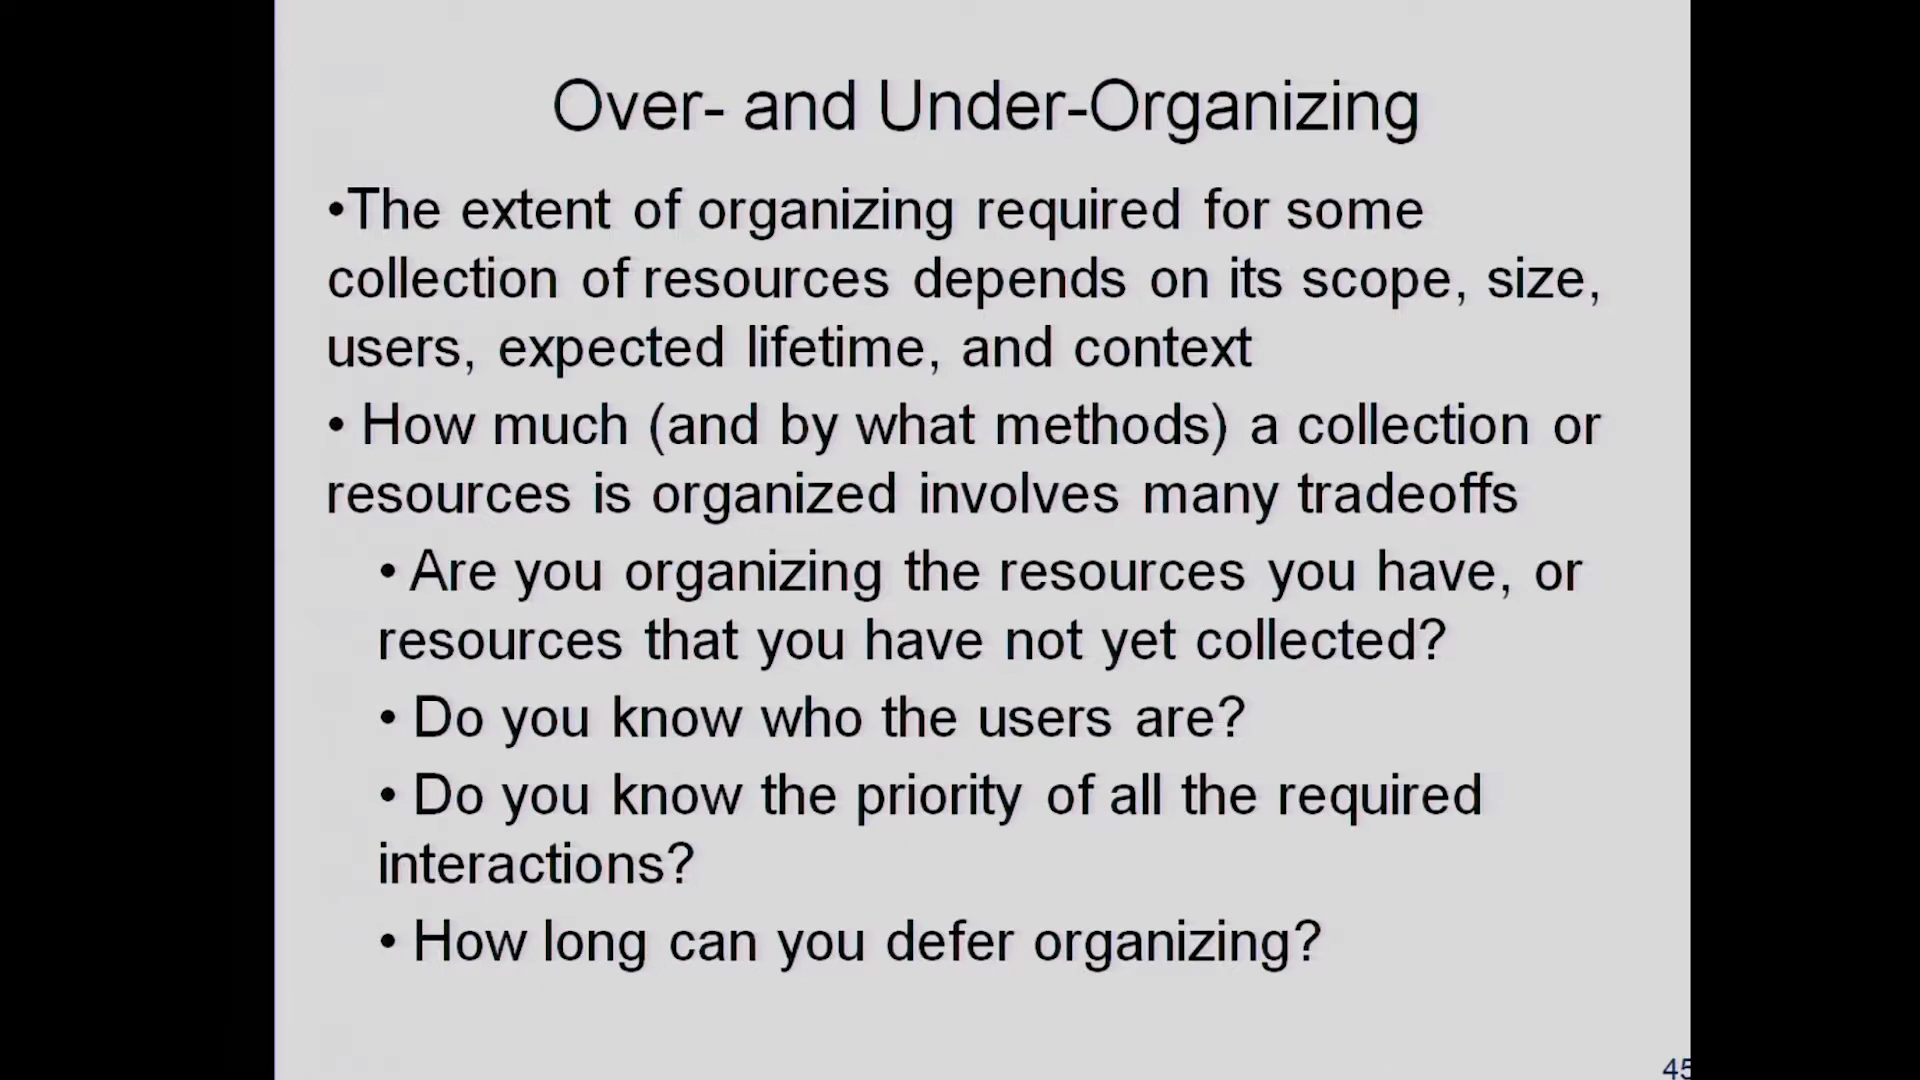 Over- and Under-Organizing
•The extent of organizing required for some
collection of resources depends on its scope, size,
users, expected lifetime, and context
• How much (and by what methods) a collection or
resources is organized involves many tradeoffs
• Are you organizing the resources you have, or
resources that you have not yet collected?
• Do you know who the users are?
• Do you know the priority of all the required
interactions?
• How long can you defer organizing?
45